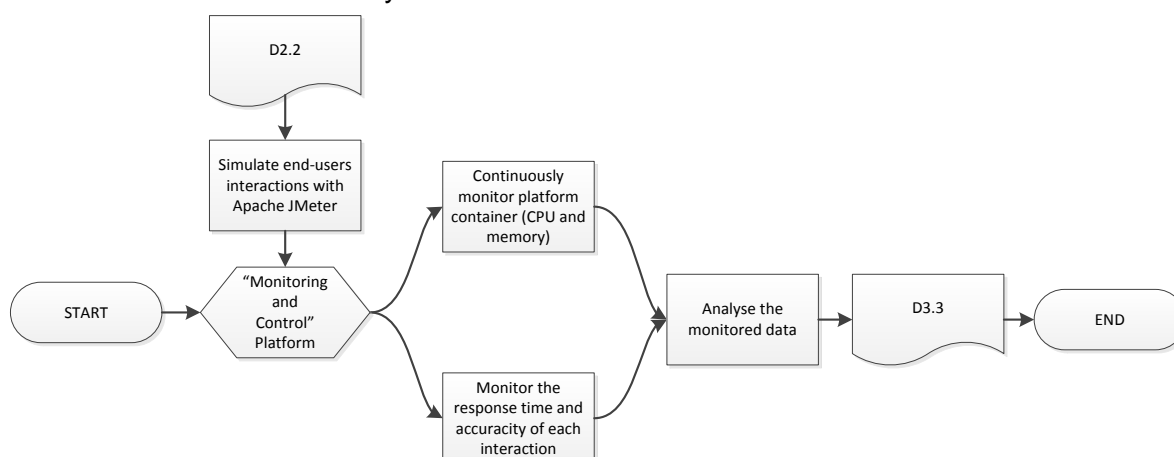 D2.2
Simulate end-users
interactions with
Apache JMeter
Continuously
monitor platform
container (CPU and
memory)
START
“Monitoring
and
Control”
Platform
Analyse the
monitored data
D3.3
END
Monitor the
response time and
accuracity of each
interaction